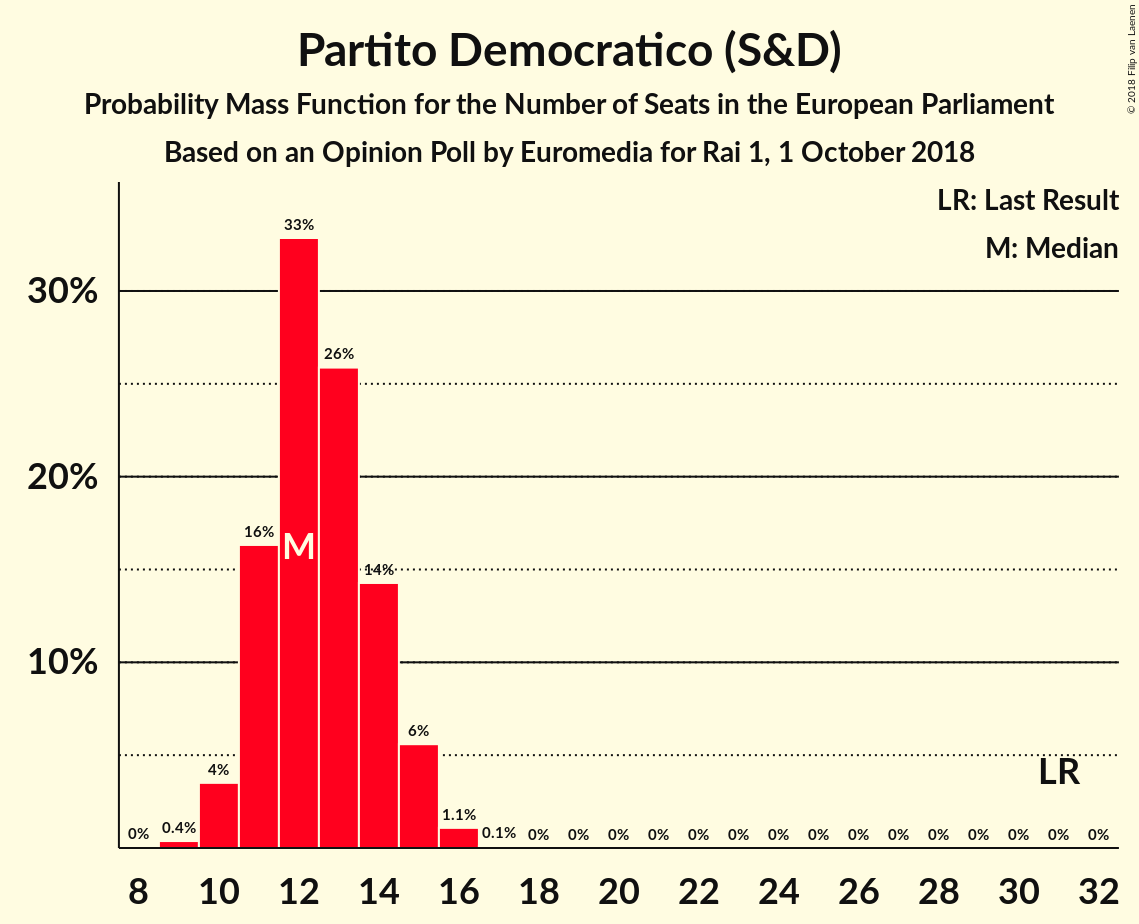 © 2018 Filip van Laenen
Partito Democratico (S&D)
Probability Mass Function for the Number of Seats in the European Parliament
Based on an Opinion Poll by Euromedia for Rai 1, 1 October 2018
LR: Last Result
M: Median
33%
30%
26%
20%
16%
M
14%
10%
6%
LR
4%
1.1%
0% 0.4% 0.1% 0% 0% 0% 0% 0% 0% 0% 0% 0% 0% 0% 0% 0% 0% 0%
8 10 12 14 16 18 20 22 24 26 28 30 32